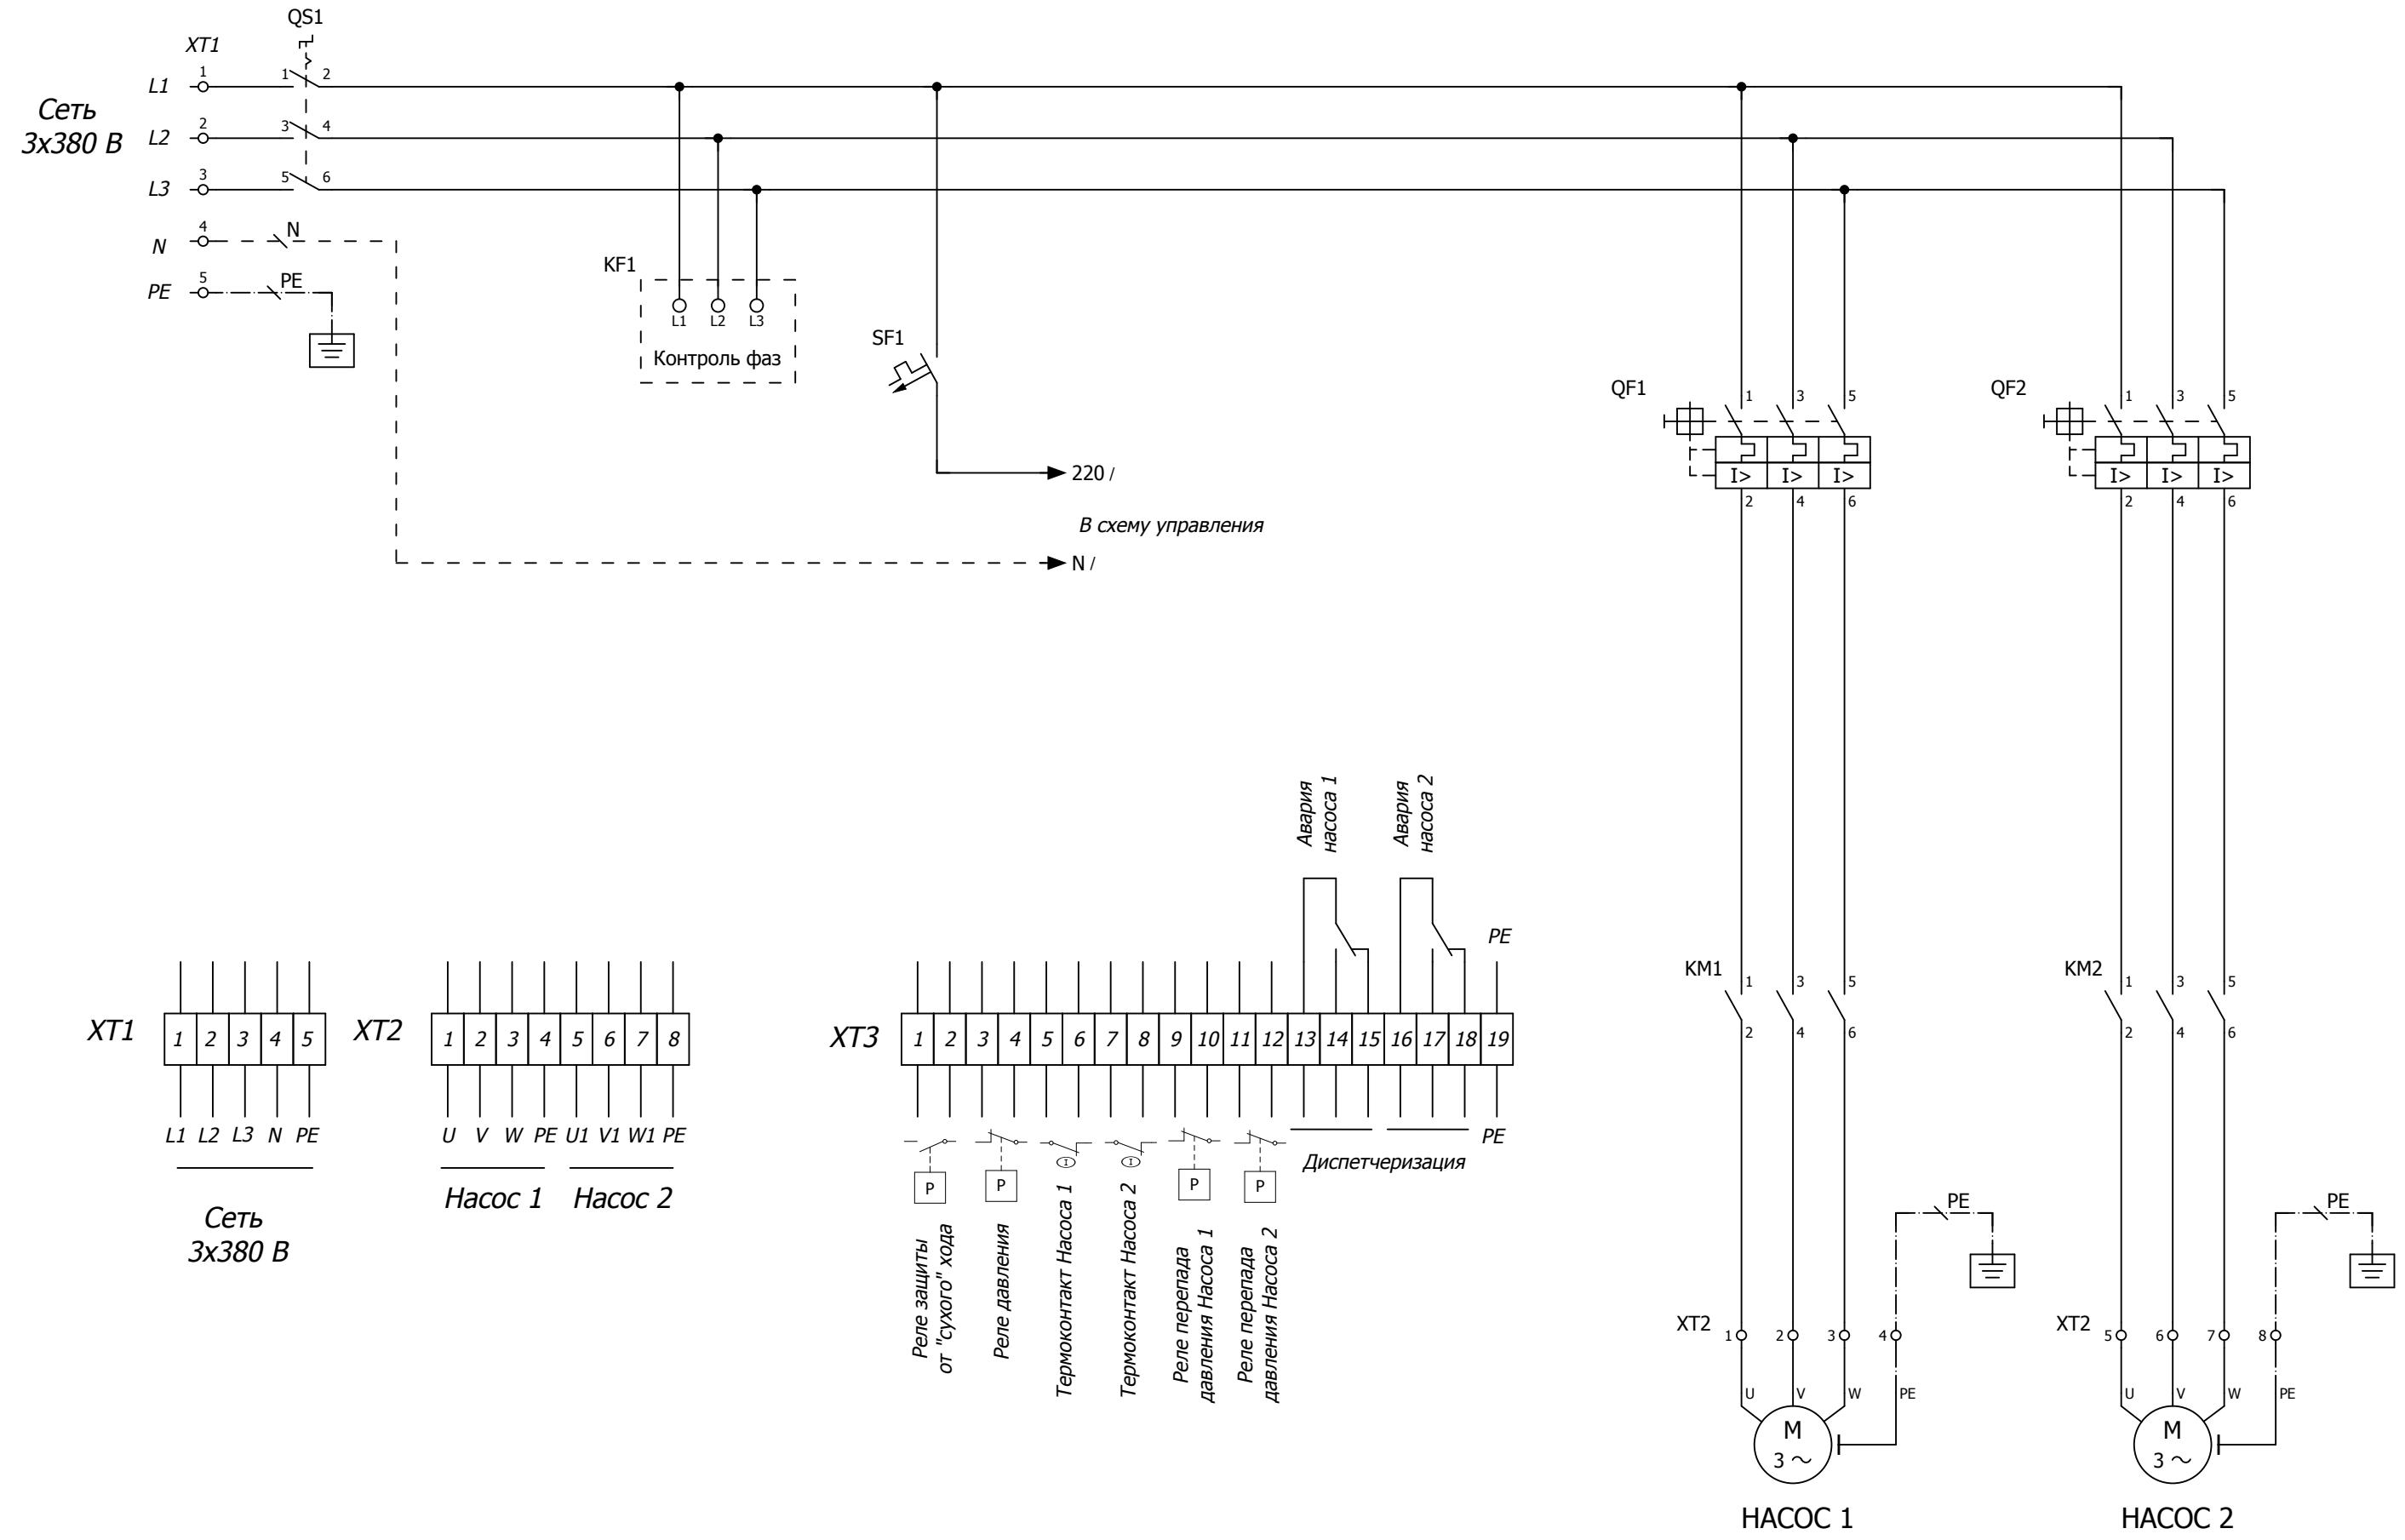 QS1
XT1
L1 1 1 2
Сеть
3x380 В
L2 2 3 4
L3 3 5 6
N 4 N
PE 5 PE
KF1
L1 L2 L3
Контроль фаз
SF1
220 /
В схему управления
N /
QF1
1 3 5
I> I> I>
2 4 6
QF2
1 3 5
I> I> I>
2 4 6
KM1
1 3 5
2 4 6
KM2
1 3 5
2 4 6
XT2 1 2 3 4
PE
U V W PE
M
3 ~
НАСОС 1
XT2 5 6 7 8
PE
U V W PE
M
3 ~
НАСОС 2
XT1 1 2 3 4 5
L1 L2 L3 N PE
Сеть
3x380 В
XT2 1 2 3 4 5 6 7 8
U V W PE U1 V1 W1 PE
Насос 1 Насос 2
Авария
насоса 1
Авария
насоса 2
PE
XT3 1 2 3 4 5 6 7 8 9 10 11 12 13 14 15 16 17 18 19
PE
Диспетчеризация
P P I I P P
Реле защиты
от "сухого" хода
Реле давления
Термоконтакт Насоса 1
Термоконтакт Насоса 2
Реле перепада
давления Насоса 1
Реле перепада
давления Насоса 2